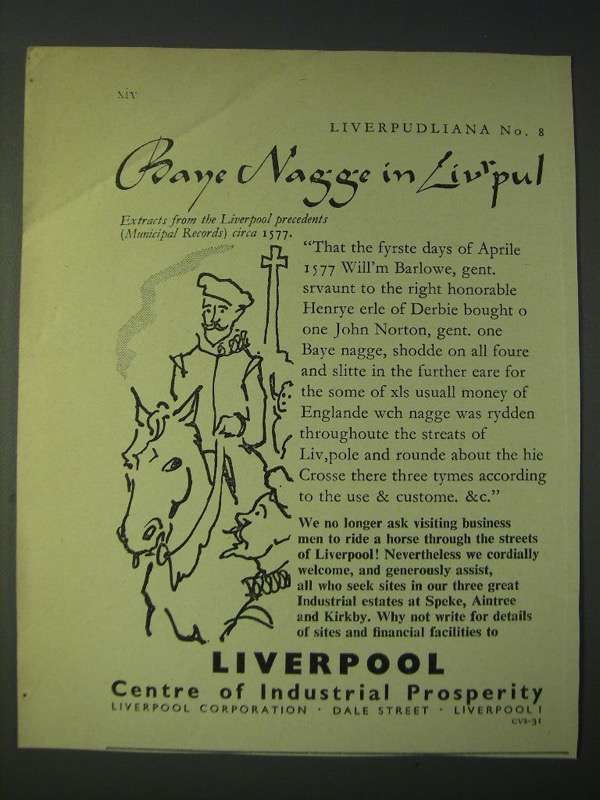 xiv
LIVERPUDLIANA No. 8
Baye Nagge in Livʳpul
Extracts from the Liverpool precedents
(Municipal Records) circa 1577.
“That the fyrste days of Aprile
1577 Will'm Barlowe, gent.
srvaunt to the right honorable
Henrye erle of Derbie bought o
one John Norton, gent. one
Baye nagge, shodde on all foure
and slitte in the further eare for
the some of xls usuall money of
Englande wch nagge was rydden
throughoute the streats of
Liv,pole and rounde about the hie
Crosse there three tymes according
to the use & custome. &c.”
We no longer ask visiting business
men to ride a horse through the streets
of Liverpool! Nevertheless we cordially
welcome, and generously assist,
all who seek sites in our three great
Industrial estates at Speke, Aintree
and Kirkby. Why not write for details
of sites and financial facilities to
LIVERPOOL
Centre of Industrial Prosperity
LIVERPOOL CORPORATION · DALE STREET · LIVERPOOL 1
CVS-31